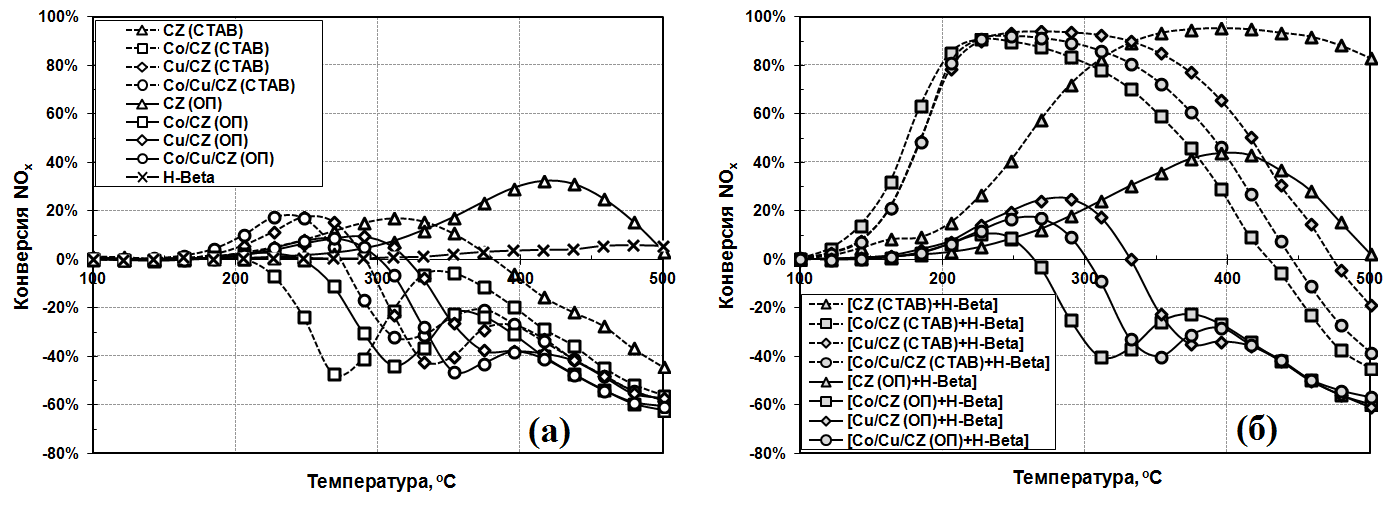 100%
80%
60%
40%
20%
0%
-20%
-40%
-60%
-80%
Конверсия NOx
CZ (CTAB)
Co/CZ (CTAB)
Cu/CZ (CTAB)
Co/Cu/CZ (CTAB)
CZ (ОП)
Co/CZ (ОП)
Cu/CZ (ОП)
Co/Cu/CZ (ОП)
H-Beta
100 200 300 400 500
(а)
Температура, °C
100%
80%
60%
40%
20%
0%
-20%
-40%
-60%
-80%
Конверсия NOx
100 200 300 400 500
[CZ (CTAB)+H-Beta]
[Co/CZ (CTAB)+H-Beta]
[Cu/CZ (CTAB)+H-Beta]
[Co/Cu/CZ (CTAB)+H-Beta]
[CZ (ОП)+H-Beta]
[Co/CZ (ОП)+H-Beta]
[Cu/CZ (ОП)+H-Beta]
[Co/Cu/CZ (ОП)+H-Beta]
(б)
Температура, °C